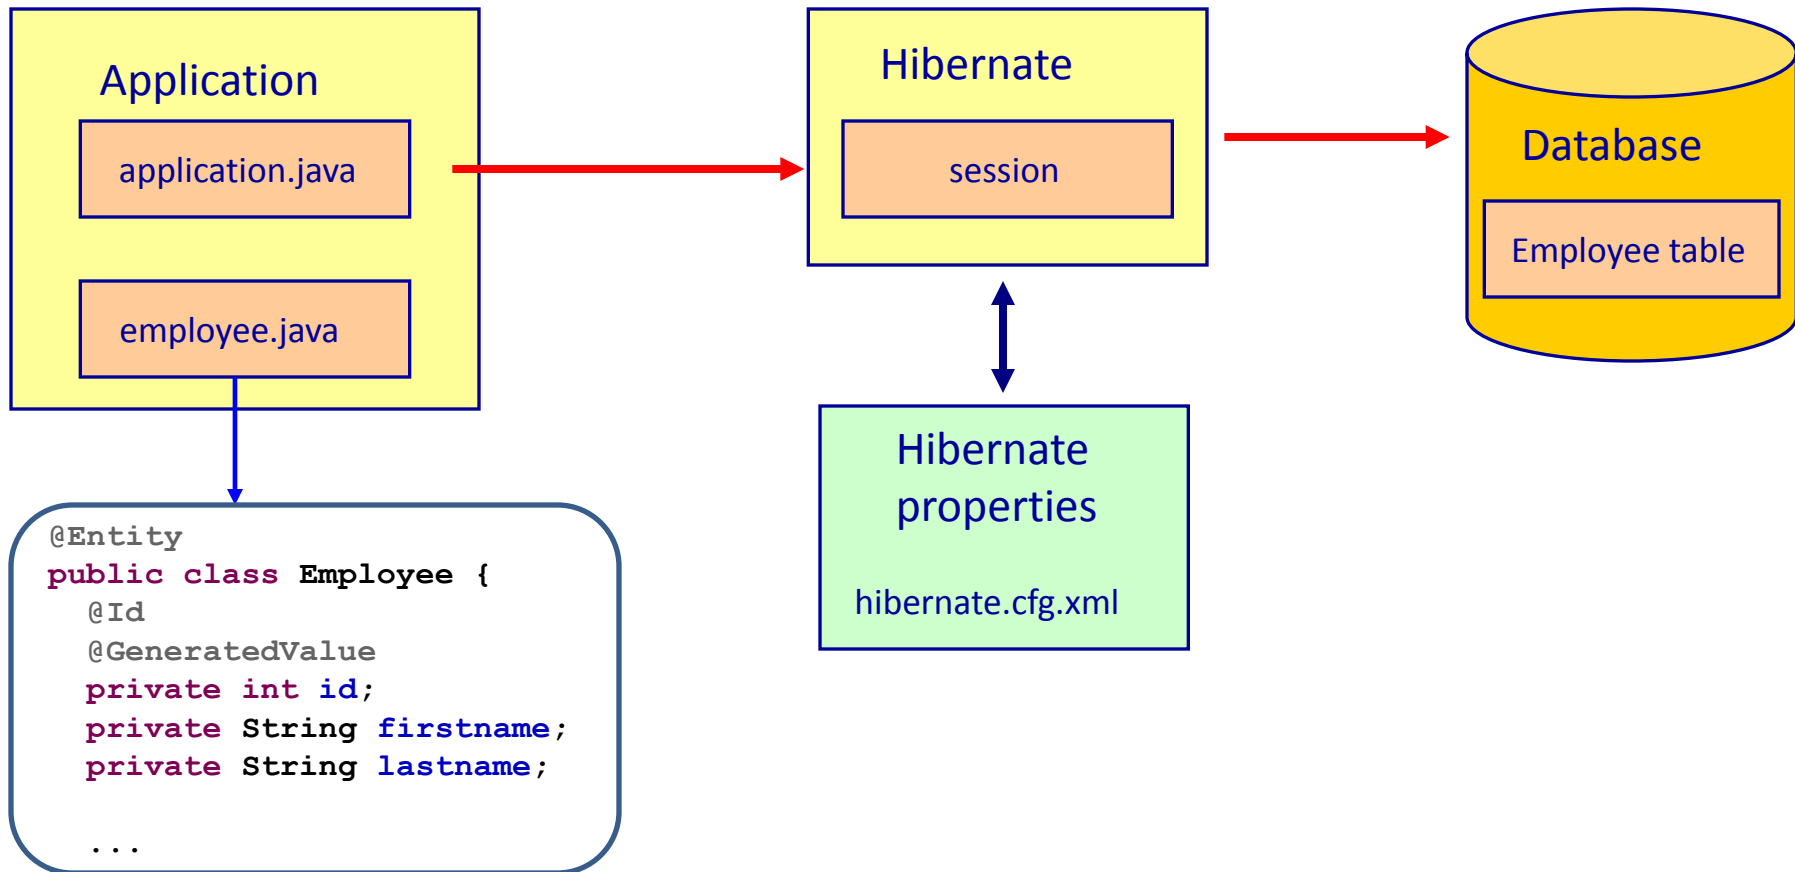 Application
application.java
employee.java
Hibernate
session
Database
Employee table
Hibernate
properties
hibernate.cfg.xml
@Entity
public class Employee {
@Id
@GeneratedValue
private int id;
private String firstname;
private String lastname;
...